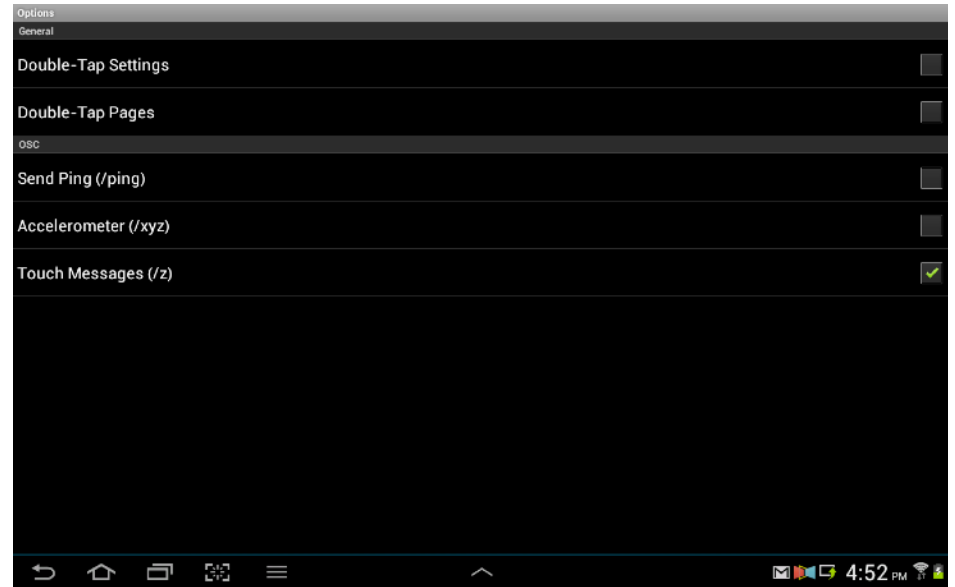 Options
General
Double-Tap Settings
Double-Tap Pages
OSC
Send Ping (/ping)
Accelerometer (/xyz)
Touch Messages (/z)
4:52 PM